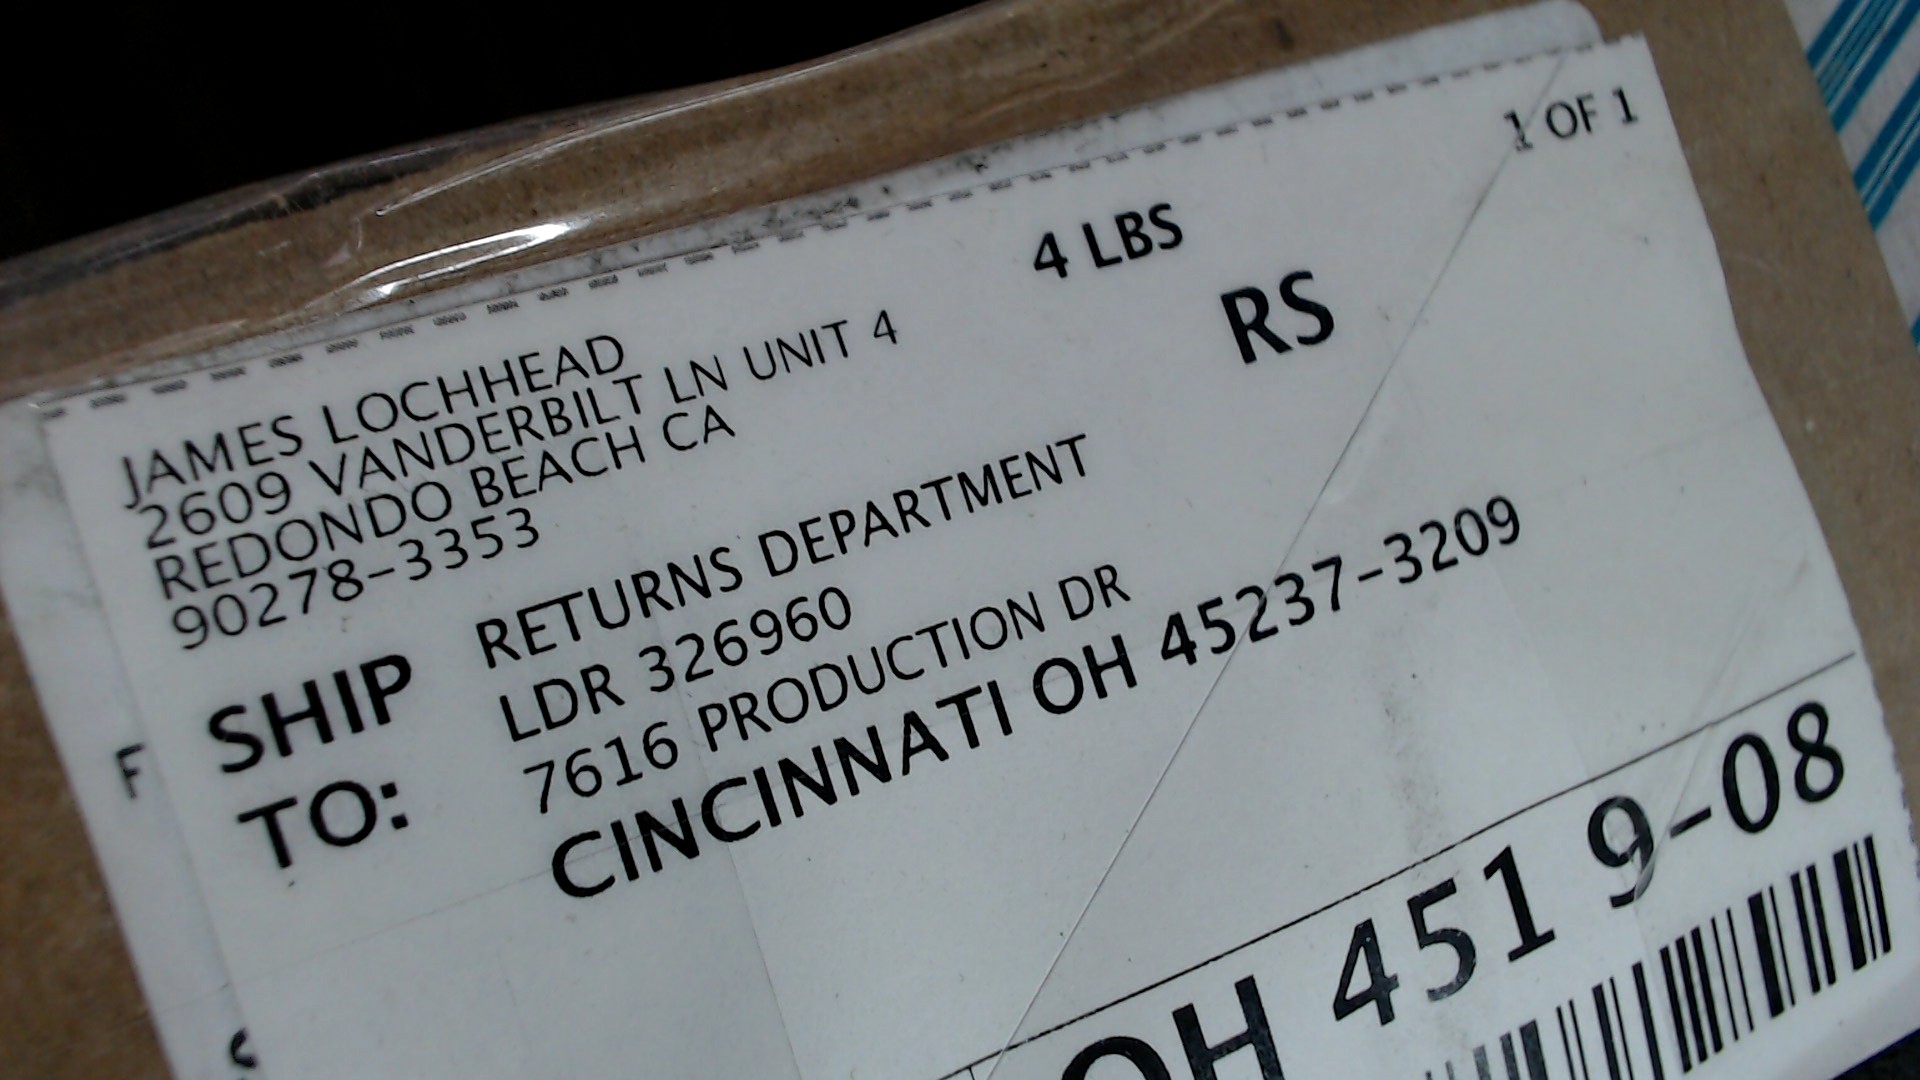 1 OF 1
4 LBS
RS
JAMES LOCHHEAD
2609 VANDERBILT LN UNIT 4
REDONDO BEACH CA
90278-3353
SHIP
TO:
RETURNS DEPARTMENT
LDR 326960
7616 PRODUCTION DR
CINCINNATI OH 45237-3209
F
OH 451 9-08